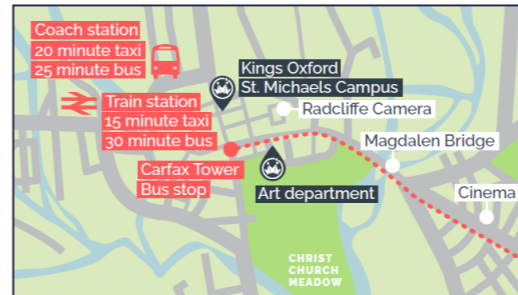 Coach station
20 minute taxi
25 minute bus
Kings Oxford
St. Michaels Campus
Train station
15 minute taxi
30 minute bus
Radcliffe Camera
Magdalen Bridge
Carfax Tower
Bus stop
Art department
Cinema
CHRIST
CHURCH
MEADOW